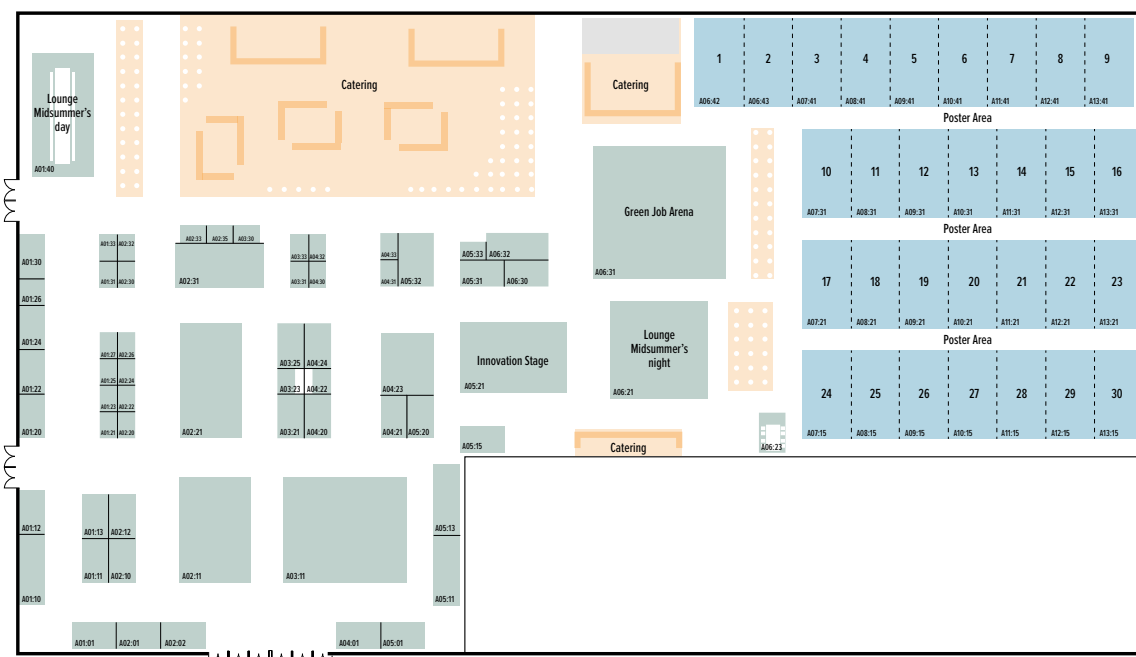 1 2 3 4 5 6 7 8 9
Catering
Catering
A06:42 A06:43 A07:41 A08:41 A09:41 A10:41 A11:41 A12:41 A13:41
Lounge
Midsummer's
day
A01:40
Poster Area
10 11 12 13 14 15 16
A07:31 A08:31 A09:31 A10:31 A11:31 A12:31 A13:31
Green Job Arena
A06:31
Poster Area
A01:30
A01:26
A01:24
A01:22
A01:20
A01:33 A02:32
A01:31 A02:30
A02:33 A02:35 A03:30
A02:31
A03:33 A04:32
A03:31 A04:30
A04:33
A04:31 A05:32
A05:33 A06:32
A05:31 A06:30
17 18 19 20 21 22 23
A07:21 A08:21 A09:21 A10:21 A11:21 A12:21 A13:21
Poster Area
A01:27 A02:26
A01:25 A02:24
A01:23 A02:22
A01:21 A02:20
A02:21
A03:25 A04:24
A03:23 A04:22
A03:21 A04:20
A04:23
A04:21 A05:20
Innovation Stage
A05:21
Lounge
Midsummer's
night
A06:21
24 25 26 27 28 29 30
A07:15 A08:15 A09:15 A10:15 A11:15 A12:15 A13:15
A05:15
Catering
A06:23
A01:12
A01:10
A01:13 A02:12
A01:11 A02:10
A02:11
A03:11
A05:13
A05:11
A01:01 A02:01 A02:02
A04:01 A05:01